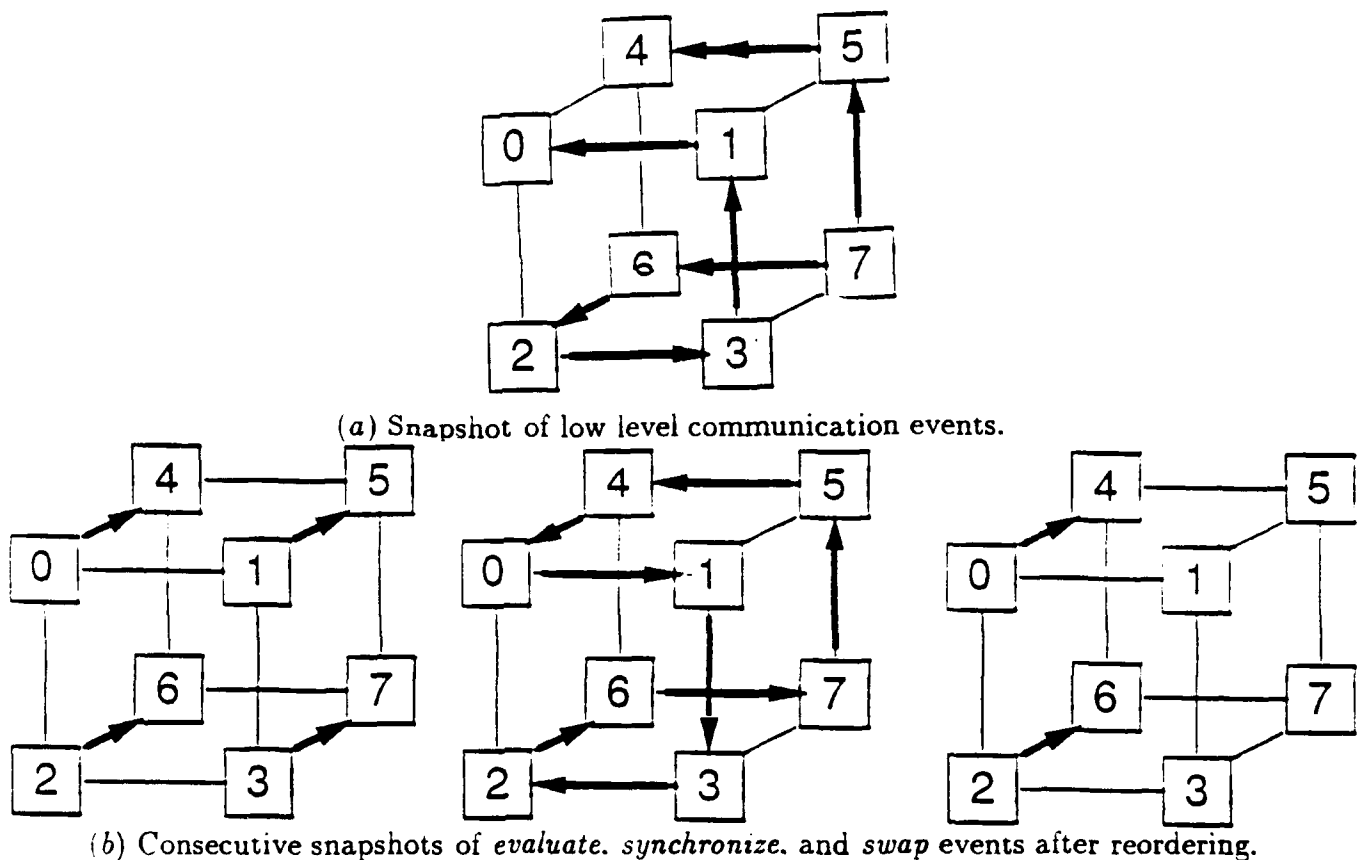 4 5
0 1
6 7
2 3
(a) Snapshot of low level communication events.
4 5 4 5 4 5
0 1 0 1 0 1
6 7 6 7 6 7
2 3 2 3 2 3
(b) Consecutive snapshots of evaluate. synchronize. and swap events after reordering.